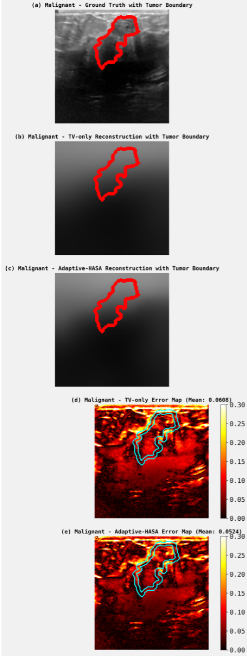 (a) Malignant - Ground Truth with Tumor Boundary
(b) Malignant - TV-only Reconstruction with Tumor Boundary
(c) Malignant - Adaptive-HASA Reconstruction with Tumor Boundary
(d) Malignant - TV-only Error Map (Mean: 0.0608)
0.30
0.25
0.20
0.15
0.10
0.05
0.00
(e) Malignant - Adaptive-HASA Error Map (Mean: 0.0524)
0.30
0.25
0.20
0.15
0.10
0.05
0.00